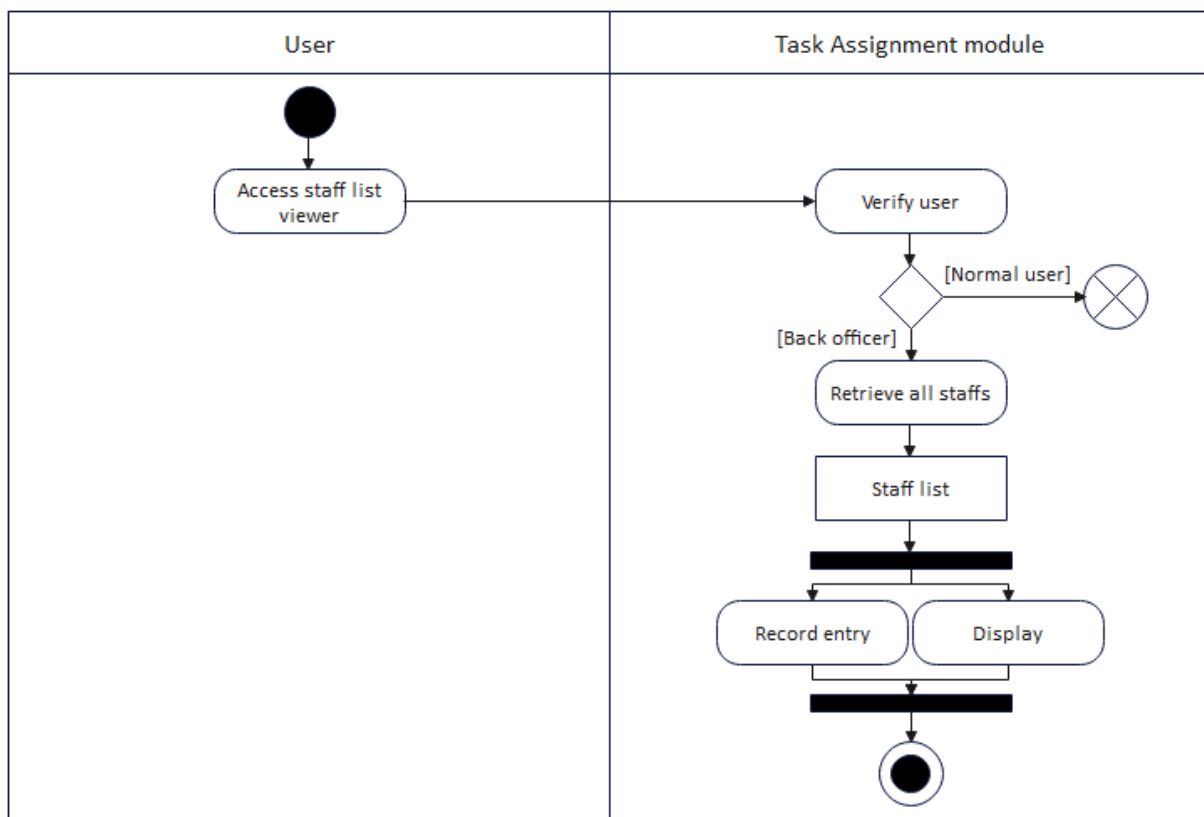 User
Task Assignment module
Access staff list
viewer
Verify user
[Normal user]
[Back officer]
Retrieve all staffs
Staff list
Record entry
Display